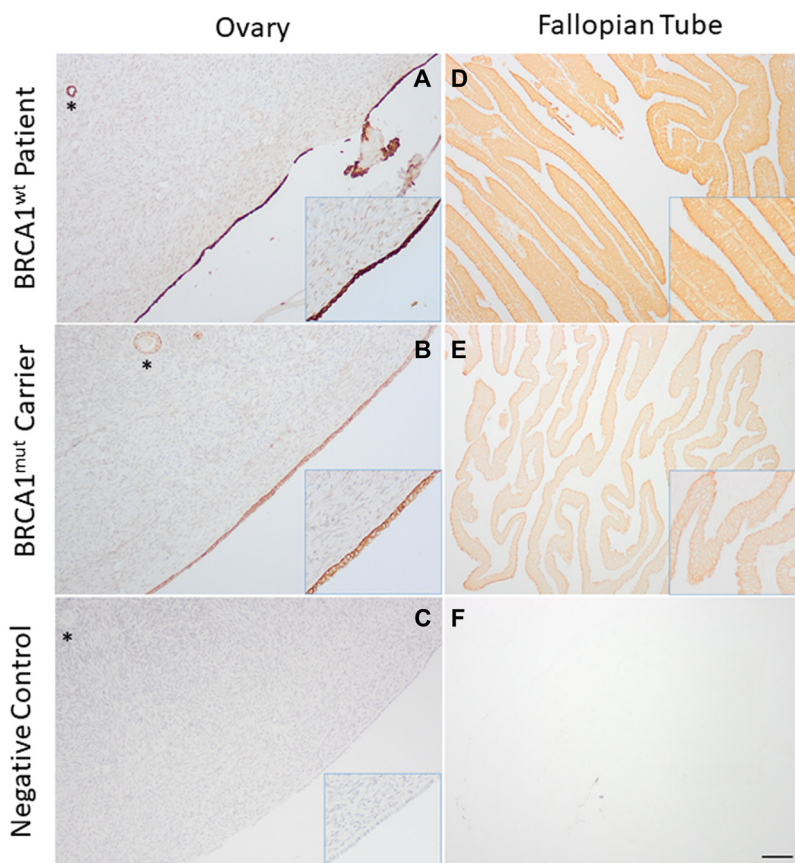 Ovary
Fallopian Tube
BRCA1wt Patient
A
*
D
BRCA1mut Carrier
B
*
E
Negative Control
C
*
F